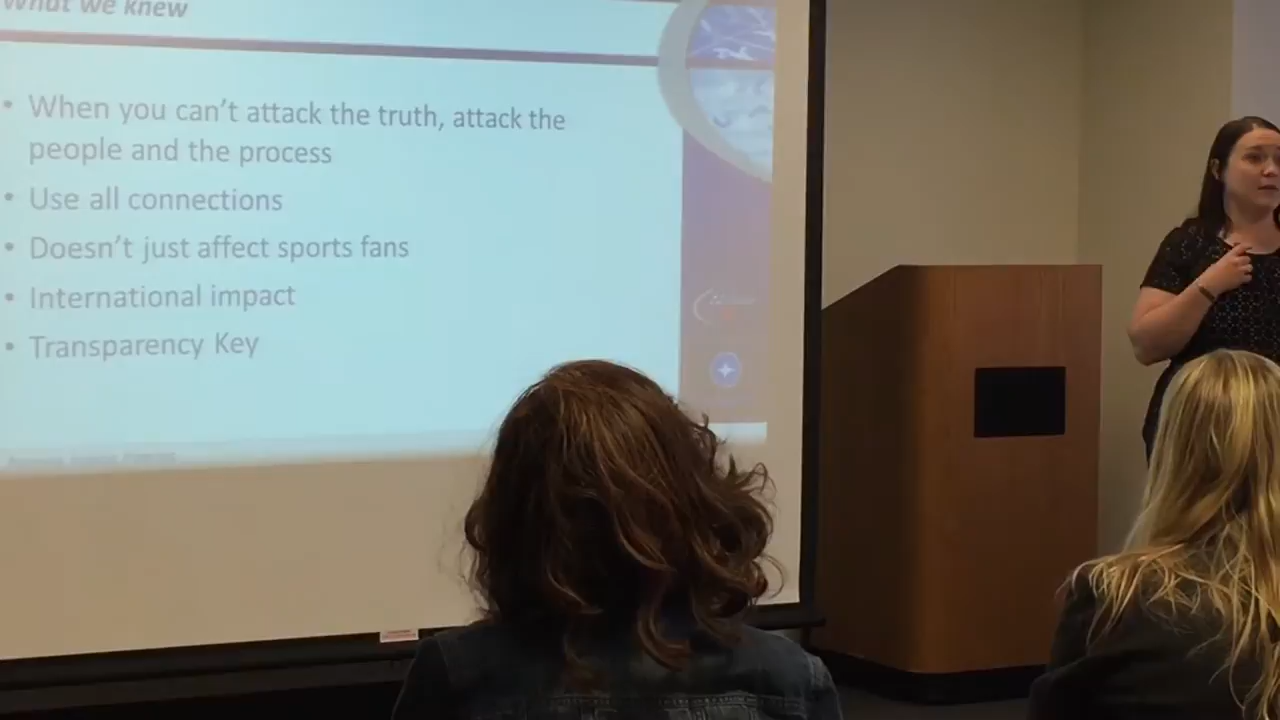 What we knew
• When you can't attack the truth, attack the
people and the process
• Use all connections
• Doesn't just affect sports fans
• International impact
• Transparency Key